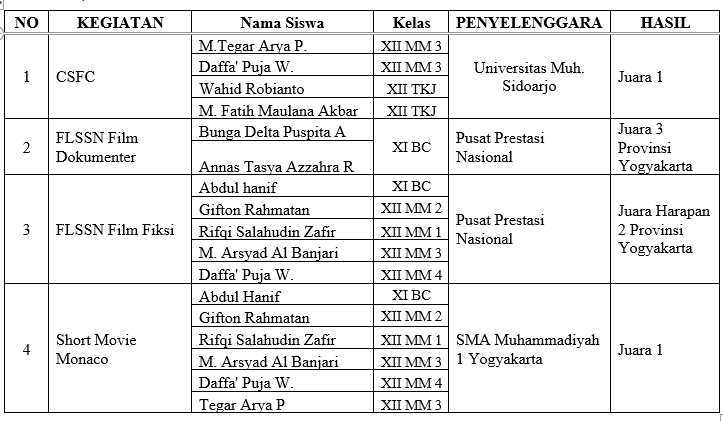 NO KEGIATAN Nama Siswa Kelas PENYELENGGARA HASIL
1 CSFC
M.Tegar Arya P. XII MM 3
Daffa' Puja W. XII MM 3
Wahid Robianto XII TKJ
M. Fatih Maulana Akbar XII TKJ
Universitas Muh.
Sidoarjo
Juara 1
2 FLSSN Film
Dokumenter
Bunga Delta Puspita A
Annas Tasya Azzahra R
XI BC
Pusat Prestasi
Nasional
Juara 3
Provinsi
Yogyakarta
3 FLSSN Film Fiksi
Abdul hanif XI BC
Gifton Rahmatan XII MM 2
Rifqi Salahudin Zafir XII MM 1
M. Arsyad Al Banjari XII MM 3
Daffa' Puja W. XII MM 4
Pusat Prestasi
Nasional
Juara Harapan
2 Provinsi
Yogyakarta
4 Short Movie
Monaco
Abdul Hanif XI BC
Gifton Rahmatan XII MM 2
Rifqi Salahudin Zafir XII MM 1
M. Arsyad Al Banjari XII MM 3
Daffa' Puja W. XII MM 4
Tegar Arya P XII MM 3
SMA Muhammadiyah
1 Yogyakarta
Juara 1